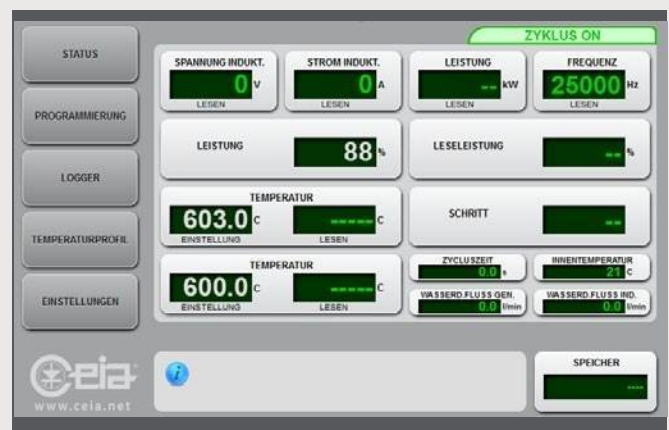 ZYKLUS ON
STATUS
PROGRAMMIERUNG
LOGGER
TEMPERATURPROFIL
EINSTELLUNGEN
SPANNUNG INDUKT.
0 V
LESEN
STROM INDUKT.
0 A
LESEN
LEISTUNG
-- kW
LESEN
FREQUENZ
25000 Hz
LESEN
LEISTUNG
88 %
LESELEISTUNG
-- %
TEMPERATUR
603.0 C
-----C
EINSTELLUNG
LESEN
SCHRITT
--
TEMPERATUR
600.0 C
-----C
EINSTELLUNG
LESEN
ZYCLUSZEIT
0.0 s
INNENTEMPERATUR
21 C
WASSERD.FLUSS GEN.
0.0 l/min
WASSERD.FLUSS IND.
0.0 l/min
Ceia
www.ceia.net
i
SPEICHER
----